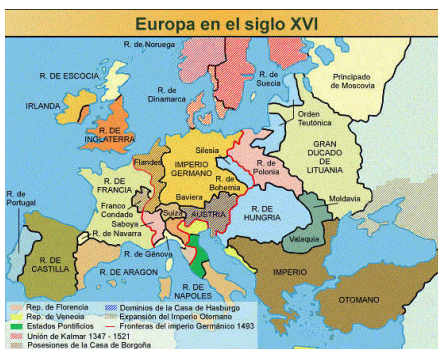 Europa en el siglo XVI
R. de Noruega
R. DE ESCOCIA
R. de
Suecia
Principado
de Moscovia
R. de
Dinamarca
IRLANDA
Orden
Teutónica
R. DE
INGLATERRA
Silesia
GRAN
DUCADO
DE
LITUANIA
Flandes
IMPERIO
GERMANO
R. de
Polonia
R. de
Bohemia
R. DE
FRANCIA
Baviera
Moldavia
R. de
Portugal
Franco
Condado
Suiza
AUSTRIA
R. DE
HUNGRIA
Saboya
R. de Navarra
Valaquia
R. DE
CASTILLA
R. de Génova
R. DE ARAGON
IMPERIO
OTOMANO
R. DE
NAPOLES
Rep. de Florencia
Rep. de Venecia
Estados Pontificios
Unión de Kalmar 1347 - 1521
Posesiones de la Casa de Borgoña
Dominios de la Casa de Hasburgo
Expansión del Imperio Otomano
Fronteras del imperio Germánico 1493